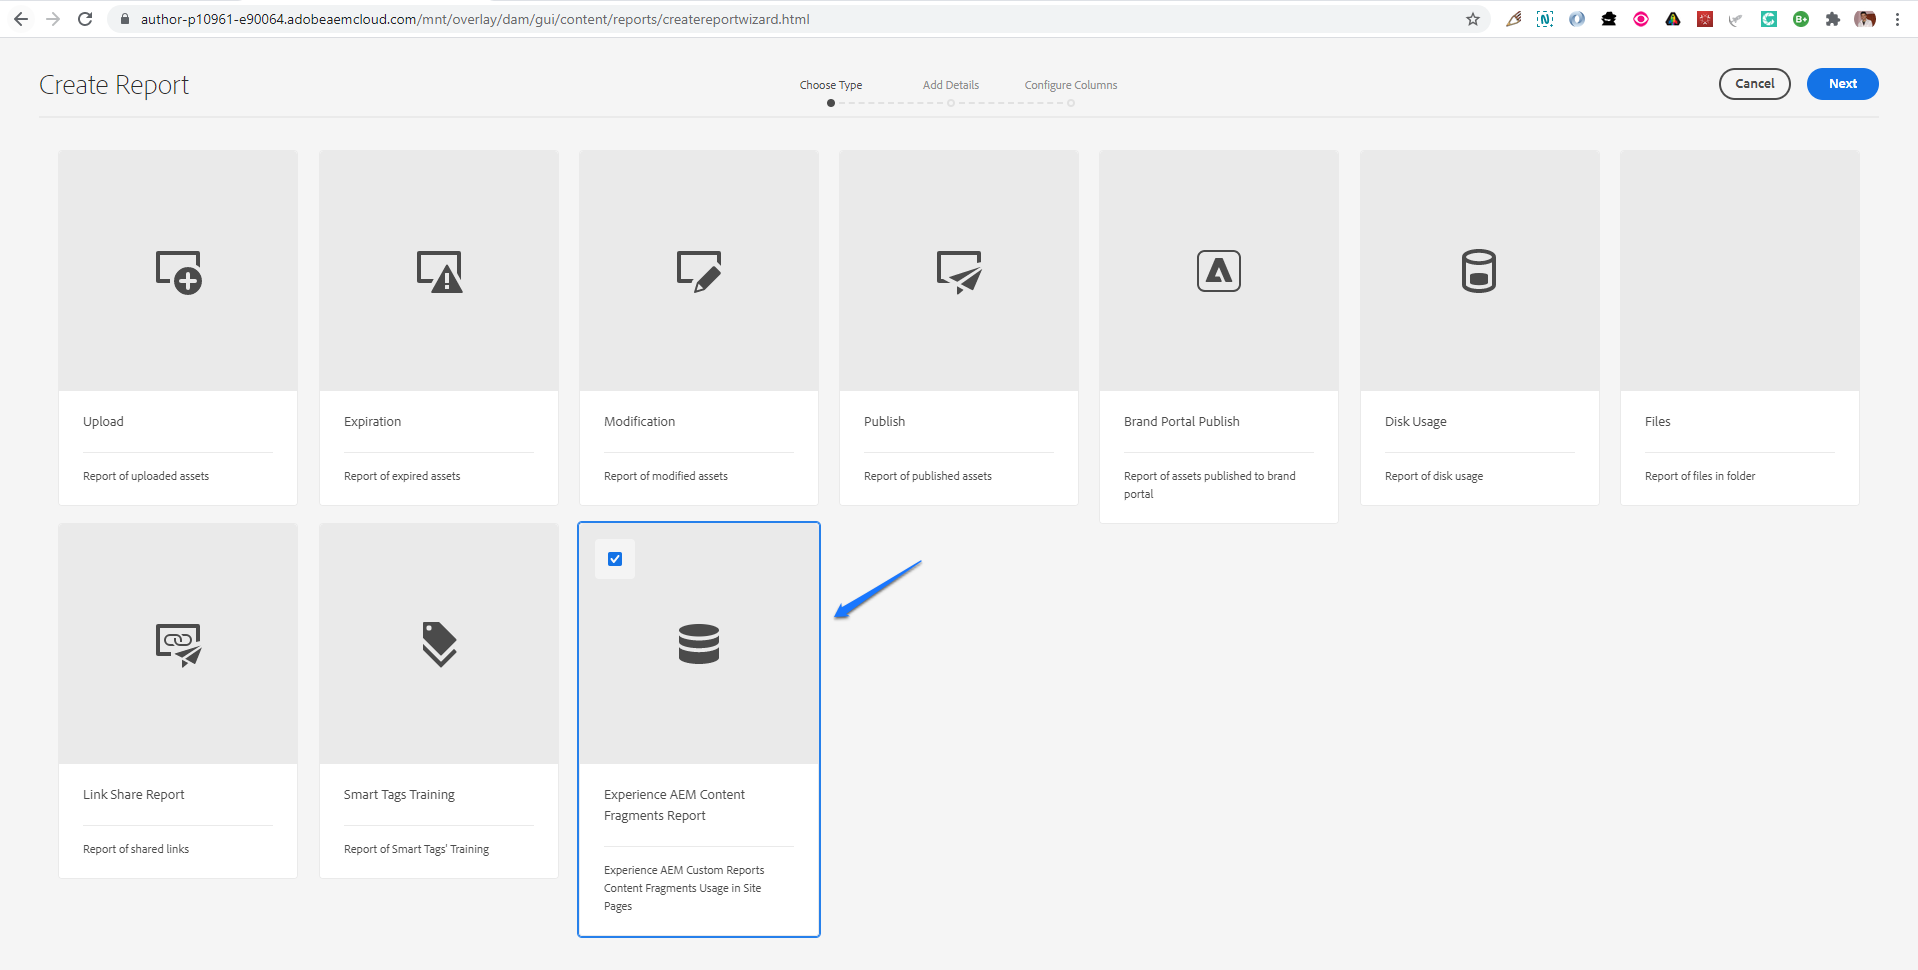 author-p10961-e90064.adobeaemcloud.com/mnt/overlay/dam/gui/content/reports/createreportwizard.html
Create Report
Choose Type
Add Details
Configure Columns
Cancel
Next
Upload
Report of uploaded assets
Expiration
Report of expired assets
Modification
Report of modified assets
Publish
Report of published assets
Brand Portal Publish
Report of assets published to brand
portal
Disk Usage
Report of disk usage
Files
Report of files in folder
Link Share Report
Report of shared links
Smart Tags Training
Report of Smart Tags' Training
Experience AEM Content
Fragments Report
Experience AEM Custom Reports
Content Fragments Usage in Site
Pages